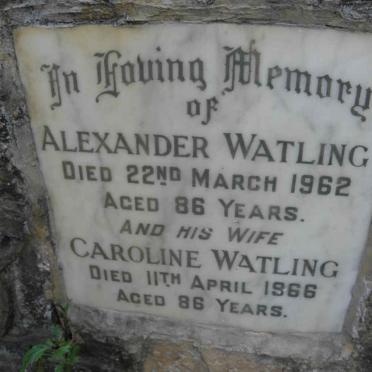 In Loving Memory
OF
ALEXANDER WATLING
DIED 22ND MARCH 1962
AGED 86 YEARS.
AND HIS WIFE
CAROLINE WATLING
DIED 11TH APRIL 1966
AGED 86 YEARS.